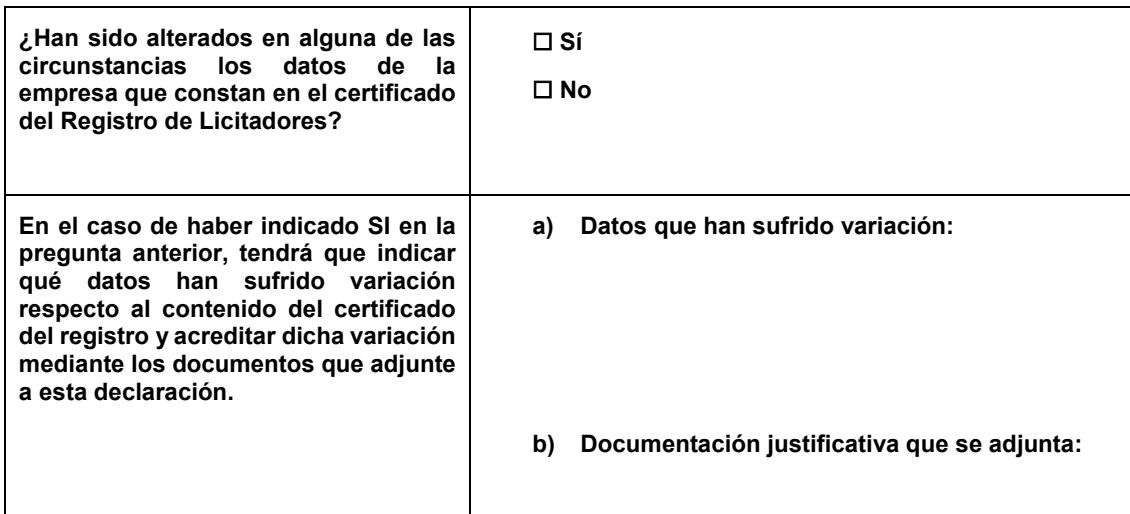 ¿Han sido alterados en alguna de las
circunstancias los datos de la
empresa que constan en el certificado
del Registro de Licitadores?
☐ Sí
☐ No
En el caso de haber indicado SI en la
pregunta anterior, tendrá que indicar
qué datos han sufrido variación
respecto al contenido del certificado
del registro y acreditar dicha variación
mediante los documentos que adjunte
a esta declaración.
a) Datos que han sufrido variación:
b) Documentación justificativa que se adjunta: